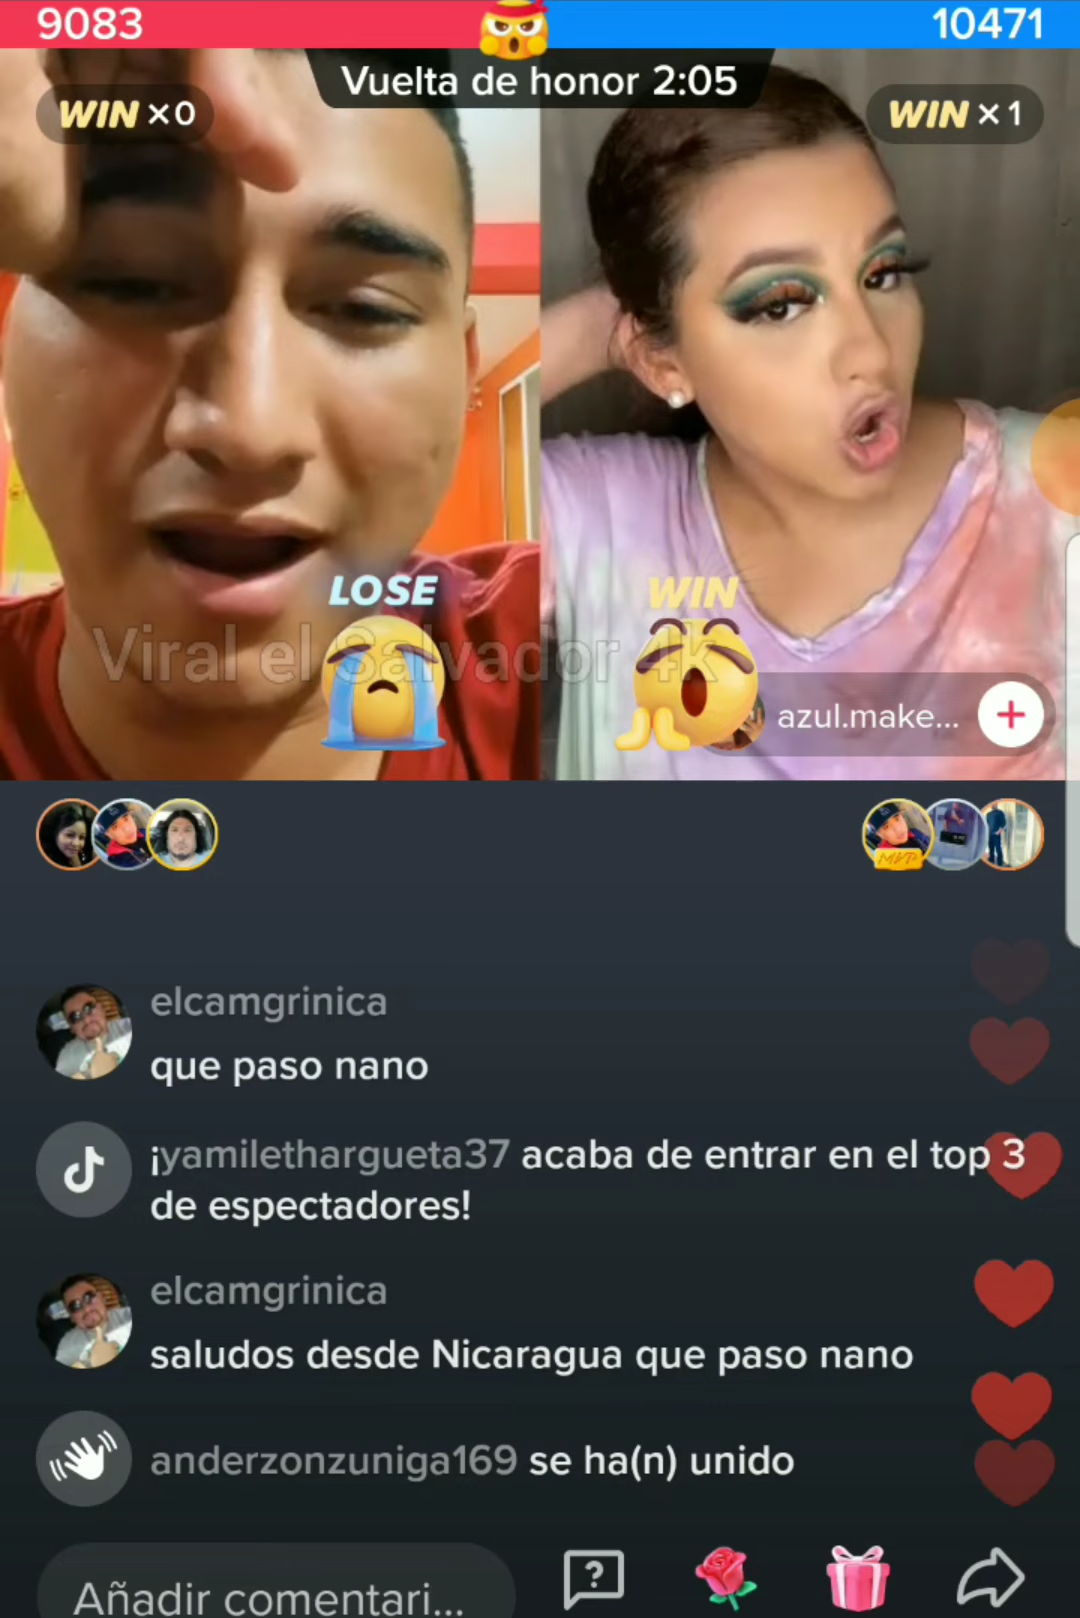 9083
10471
Vuelta de honor 2:05
WIN ×0
WIN ×1
LOSE
WIN
Viral el Salvador 4k
azul.make...
MVP
elcamgrinica
que paso nano
¡yamilethargueta37 acaba de entrar en el top 3
de espectadores!
elcamgrinica
saludos desde Nicaragua que paso nano
anderzonzuniga169 se ha(n) unido
Añadir comentari...
?